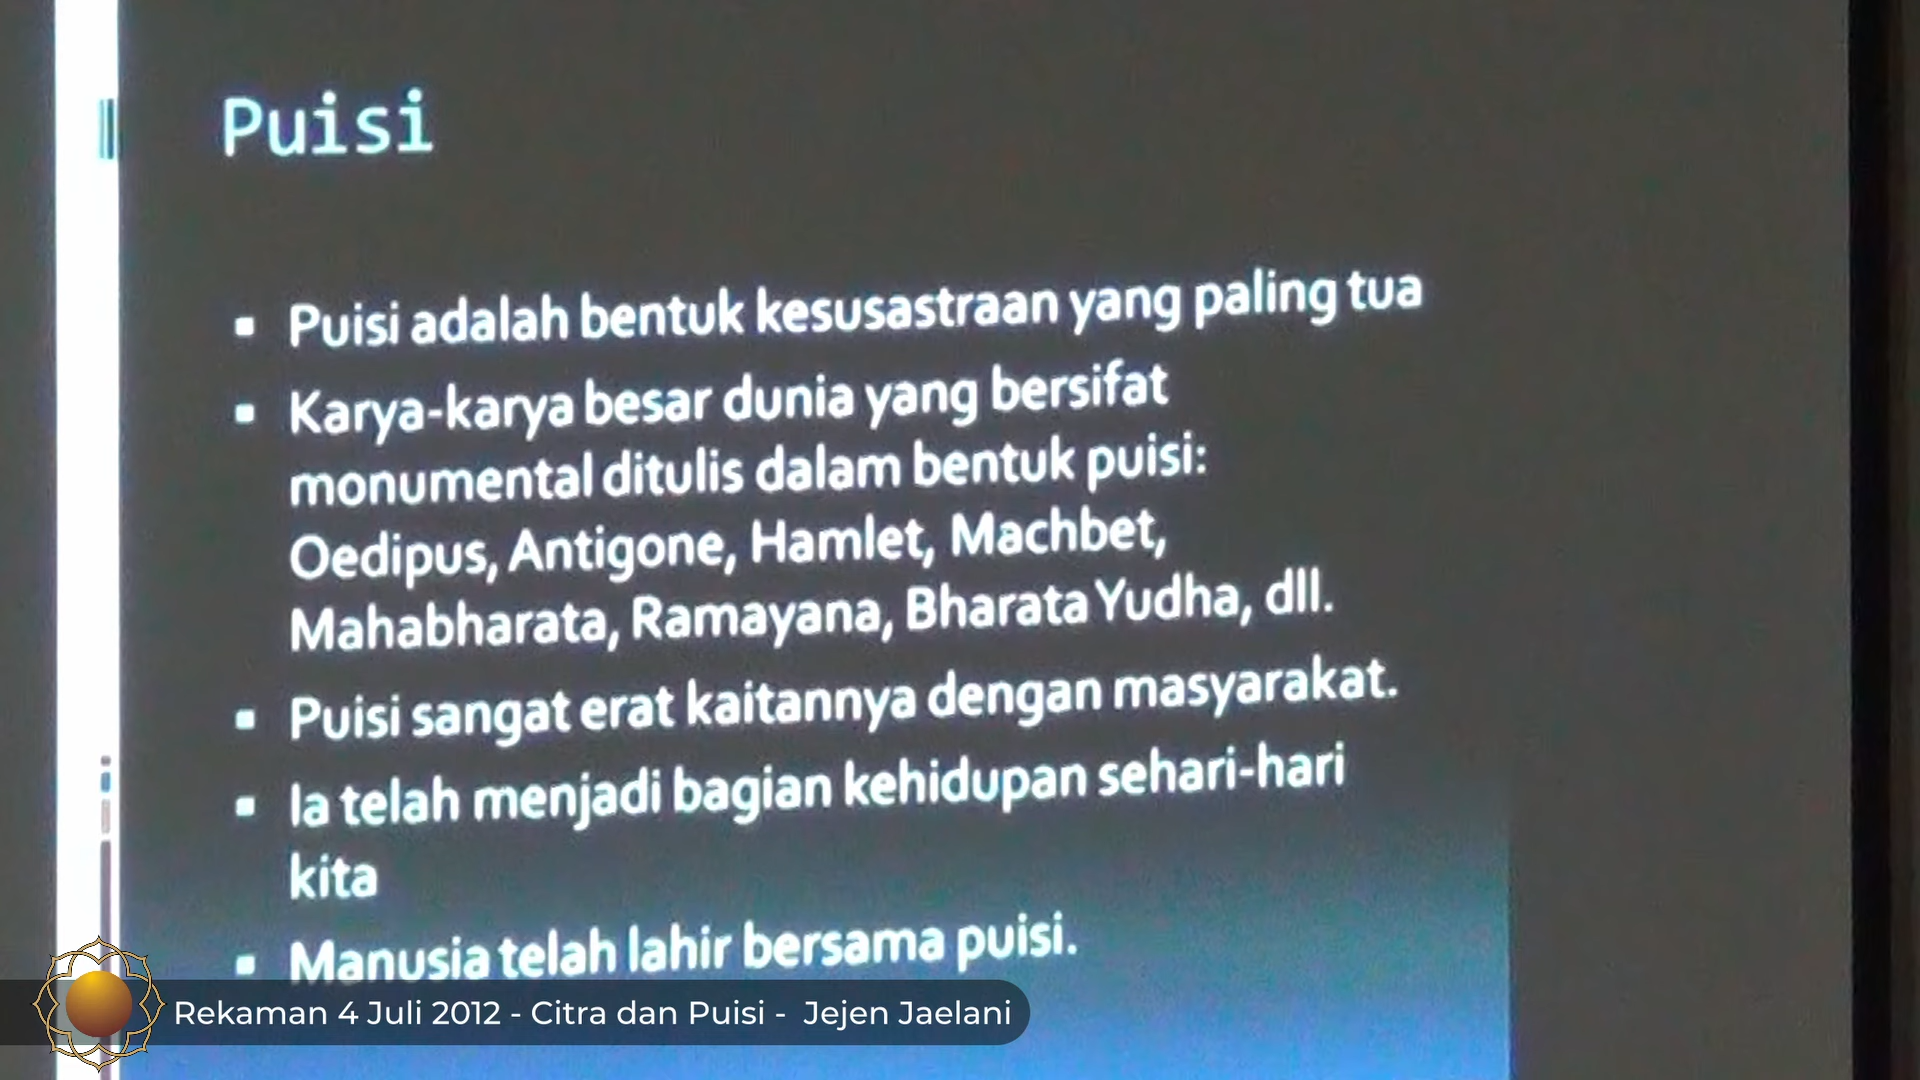 Puisi
▪ Puisi adalah bentuk kesusastraan yang paling tua
▪ Karya-karya besar dunia yang bersifat
monumental ditulis dalam bentuk puisi:
Oedipus, Antigone, Hamlet, Machbet,
Mahabharata, Ramayana, Bharata Yudha, dll.
▪ Puisi sangat erat kaitannya dengan masyarakat.
▪ Ia telah menjadi bagian kehidupan sehari-hari
kita
▪ Manusia telah lahir bersama puisi.
Rekaman 4 Juli 2012 - Citra dan Puisi - Jejen Jaelani